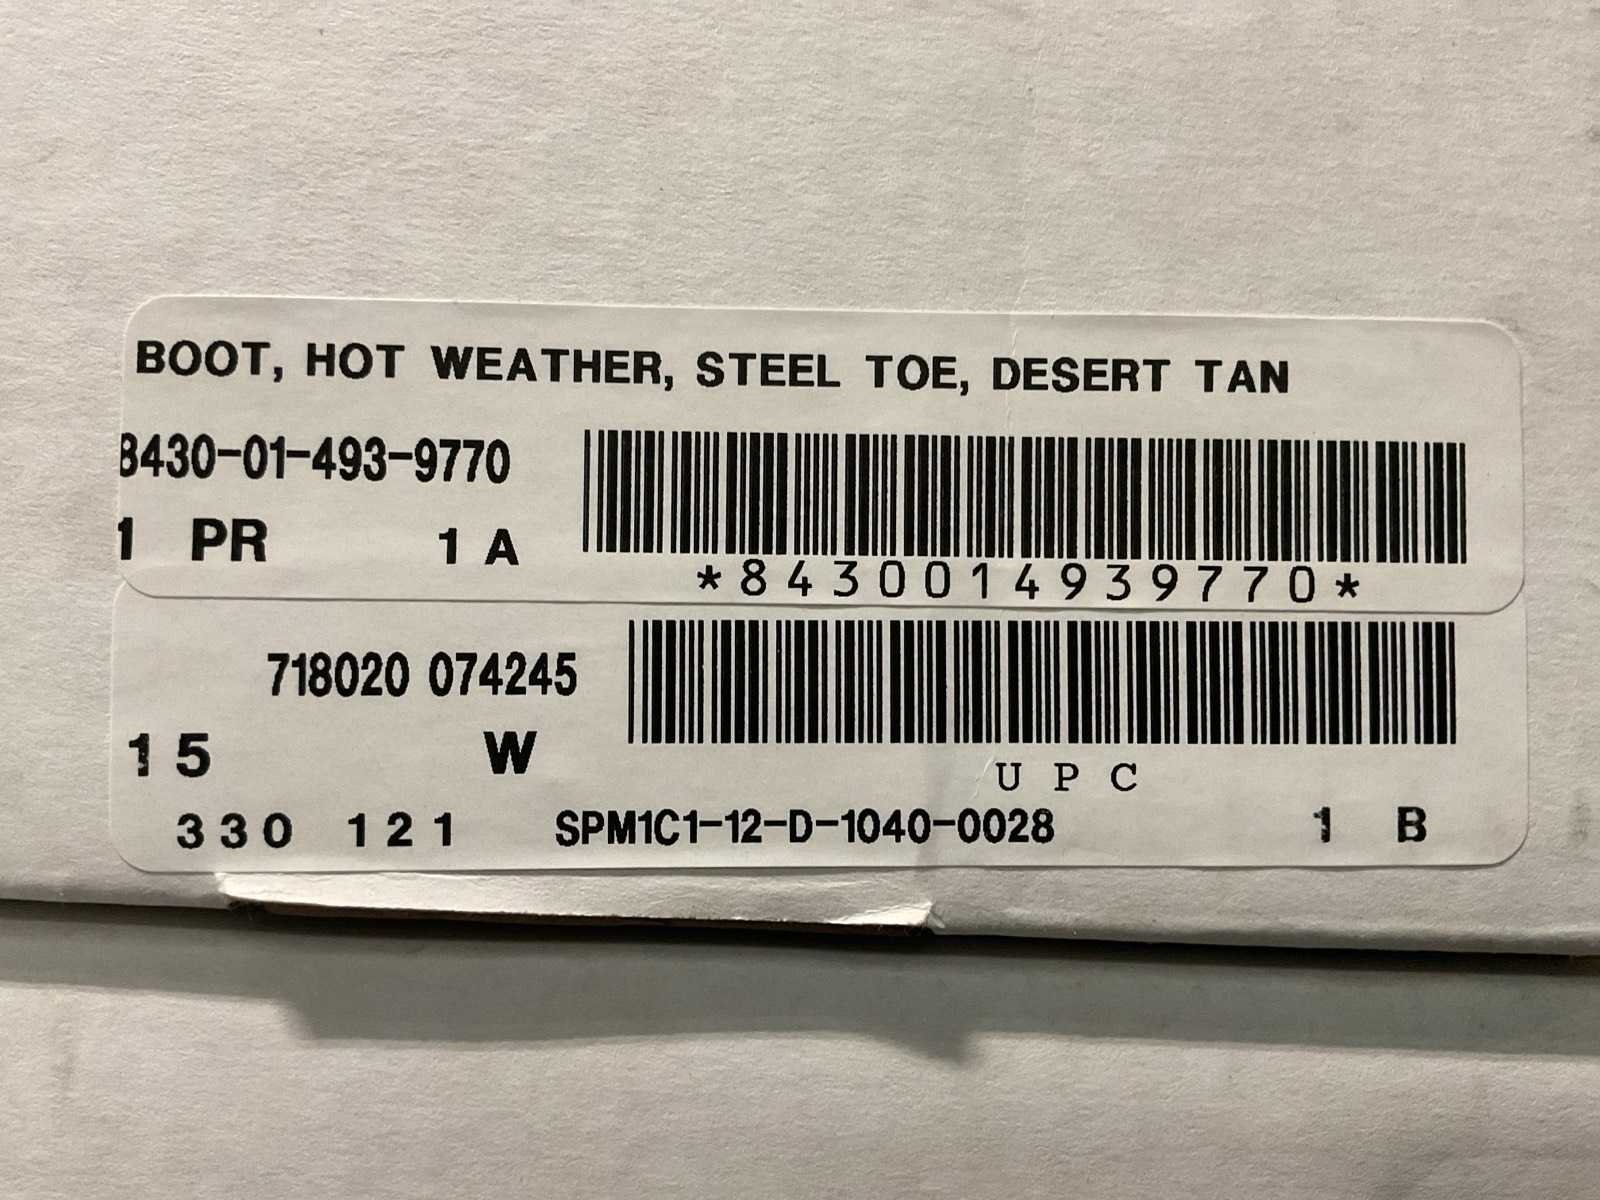 BOOT, HOT WEATHER, STEEL TOE, DESERT TAN
8430-01-493-9770
1 PR 1 A
*8430014939770*
718020 074245
15 W
UPC
330 121 SPM1C1-12-D-1040-0028 1 B